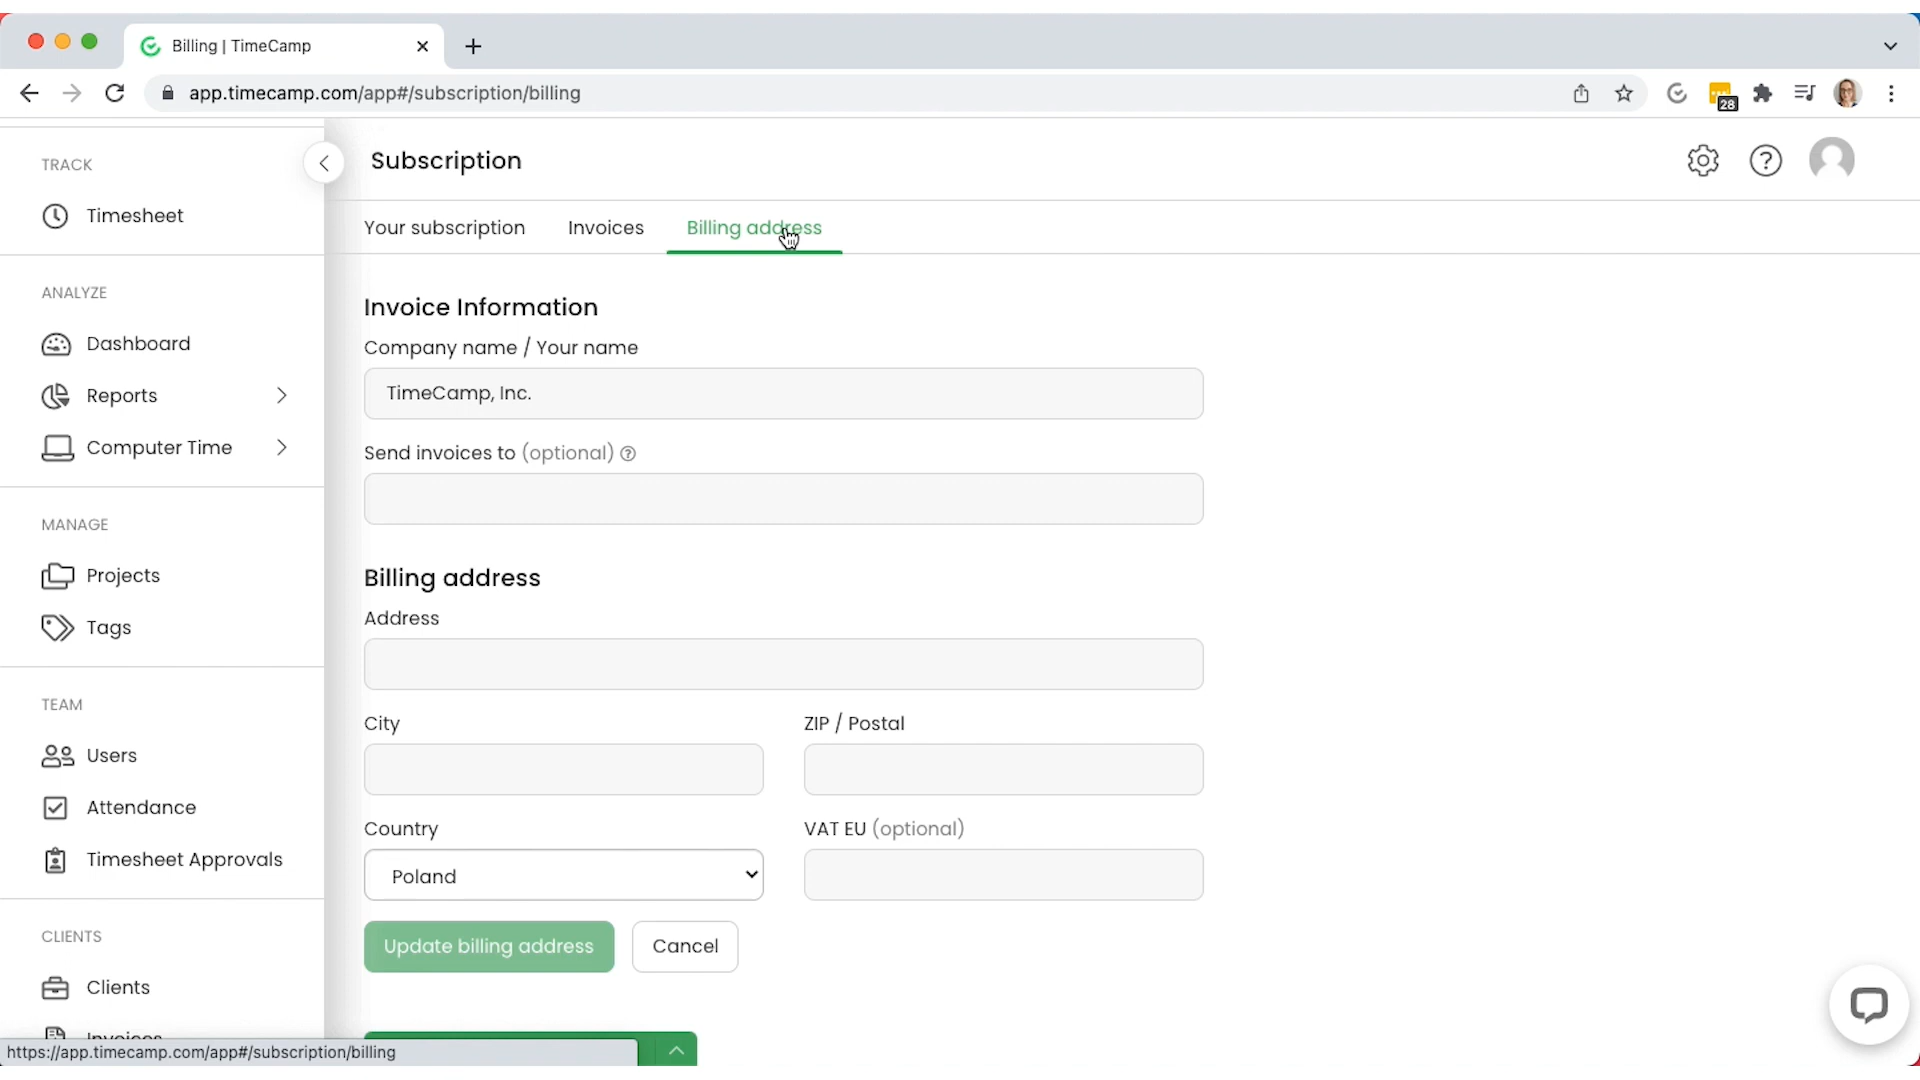 Billing | TimeCamp
app.timecamp.com/app#/subscription/billing
28
TRACK
Timesheet
ANALYZE
Dashboard
Reports
Computer Time
MANAGE
Projects
Tags
TEAM
Users
Attendance
Timesheet Approvals
CLIENTS
Clients
Invoices
https://app.timecamp.com/app#/subscription/billing
Subscription
Your subscription Invoices Billing address
Invoice Information
Company name / Your name
TimeCamp, Inc.
Send invoices to (optional)
Billing address
Address
City ZIP / Postal
Country VAT EU (optional)
Poland
Update billing address Cancel